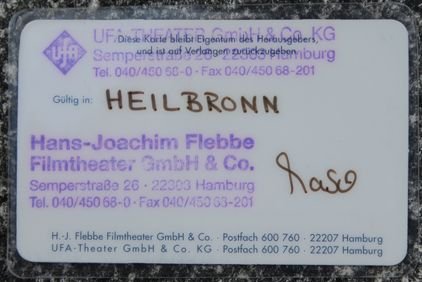 UFA
UFA-THEATER GmbH & Co. KG
Diese Karte bleibt Eigentum des Herausgebers,
Semperstraße 26 · 22303 Hamburg
und ist auf Verlangen zurückzugeben.
Tel. 040/450 68-0 · Fax 040/450 68-201
Gültig in: HEILBRONN
Hans-Joachim Flebbe
Filmtheater GmbH & Co.
Semperstraße 26 · 22303 Hamburg
Tel. 040/450 68-0 · Fax 040/450 68-201
H.-J. Flebbe Filmtheater GmbH & Co. · Postfach 600 760 · 22207 Hamburg
UFA-Theater GmbH & Co. KG · Postfach 600 760 · 22207 Hamburg